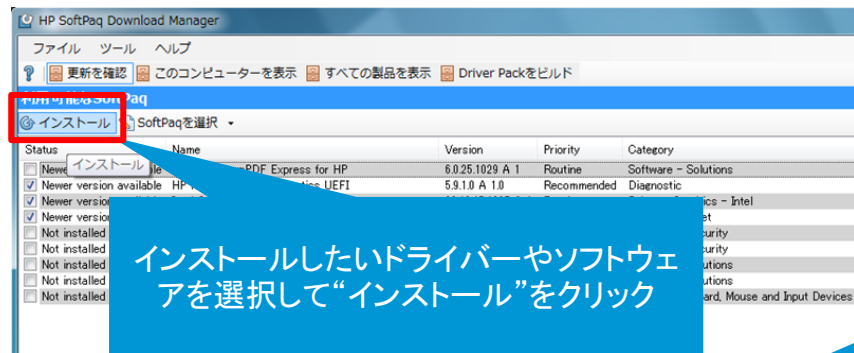 HP SoftPaq Download Manager
ファイル ツール ヘルプ
更新を確認 このコンピューターを表示 すべての製品を表示 Driver Packをビルド
利用可能なSoftPaq
インストール SoftPaqを選択
Status Name Version Priority Category
インストール
Newe ble PDF Express for HP 6.0.25.1029 A 1 Routine Software - Solutions
Newer version available HP UEFI 5.9.1.0 A 1.0 Recommended Diagnostic
Newer version ics - Intel
Newer version et
Not installed curity
Not installed curity
Not installed utions
Not installed utions
Not installed ard, Mouse and Input Devices
インストールしたいドライバーやソフトウェ
アを選択して“インストール”をクリック